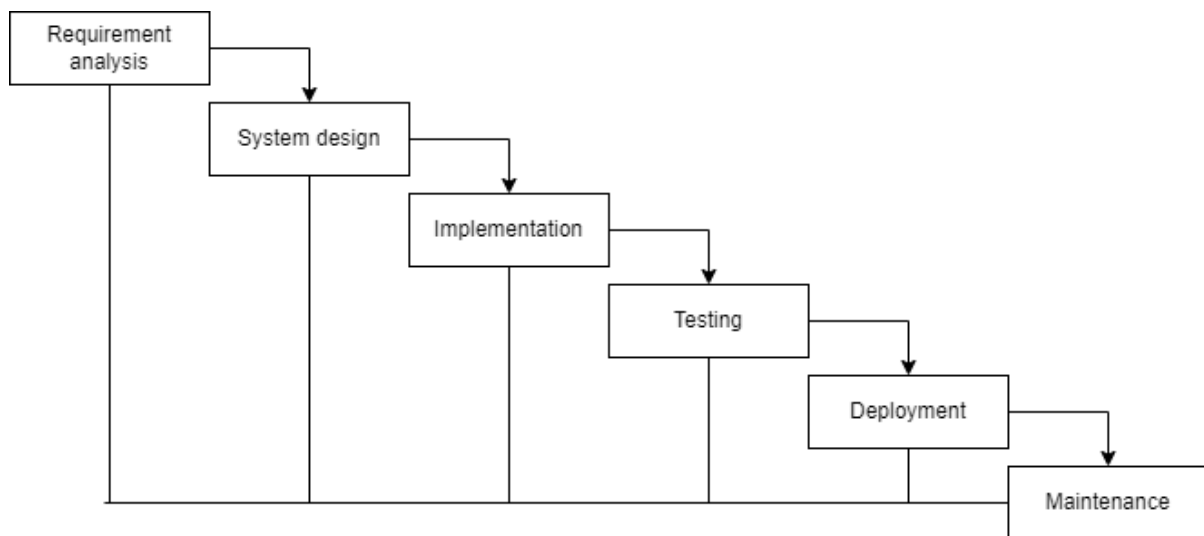 Requirement
analysis
System design
Implementation
Testing
Deployment
Maintenance